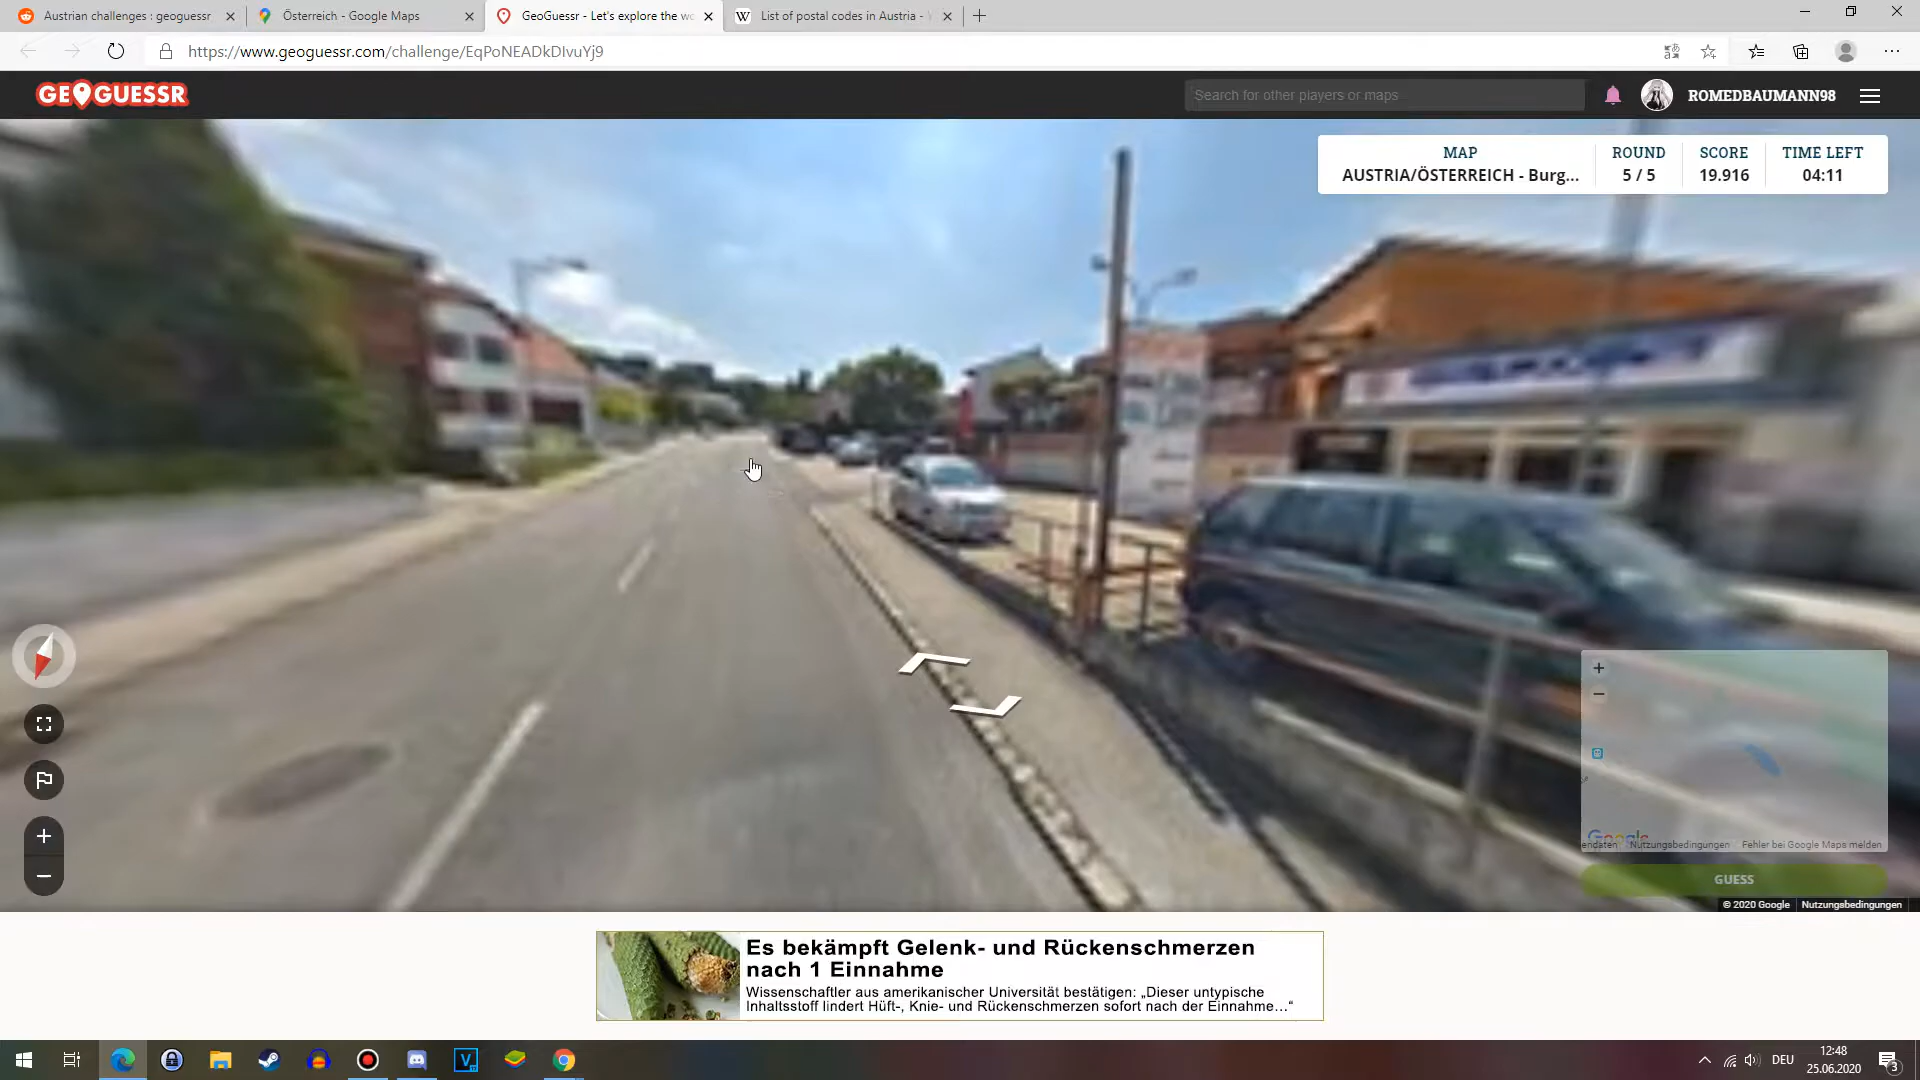 Austrian challenges : geoguessr
Österreich - Google Maps
GeoGuessr - Let's explore the wo
W
List of postal codes in Austria -
https://www.geoguessr.com/challenge/EqPoNEADkDIvuYj9
GEOGUESSR
Search for other players or maps
ROMEDBAUMANN98
MAP
ROUND
SCORE
TIME LEFT
AUSTRIA/ÖSTERREICH - Burg...
5 / 5
19.916
04:11
Google
endaten
Nutzungsbedingungen
Fehler bei Google Maps melden
GUESS
© 2020 Google
Nutzungsbedingungen
Es bekämpft Gelenk- und Rückenschmerzen
nach 1 Einnahme
Wissenschaftler aus amerikanischer Universität bestätigen: „Dieser untypische
Inhaltsstoff lindert Hüft-, Knie- und Rückenschmerzen sofort nach der Einnahme...“
V
DEU
12:48
25.06.2020
3